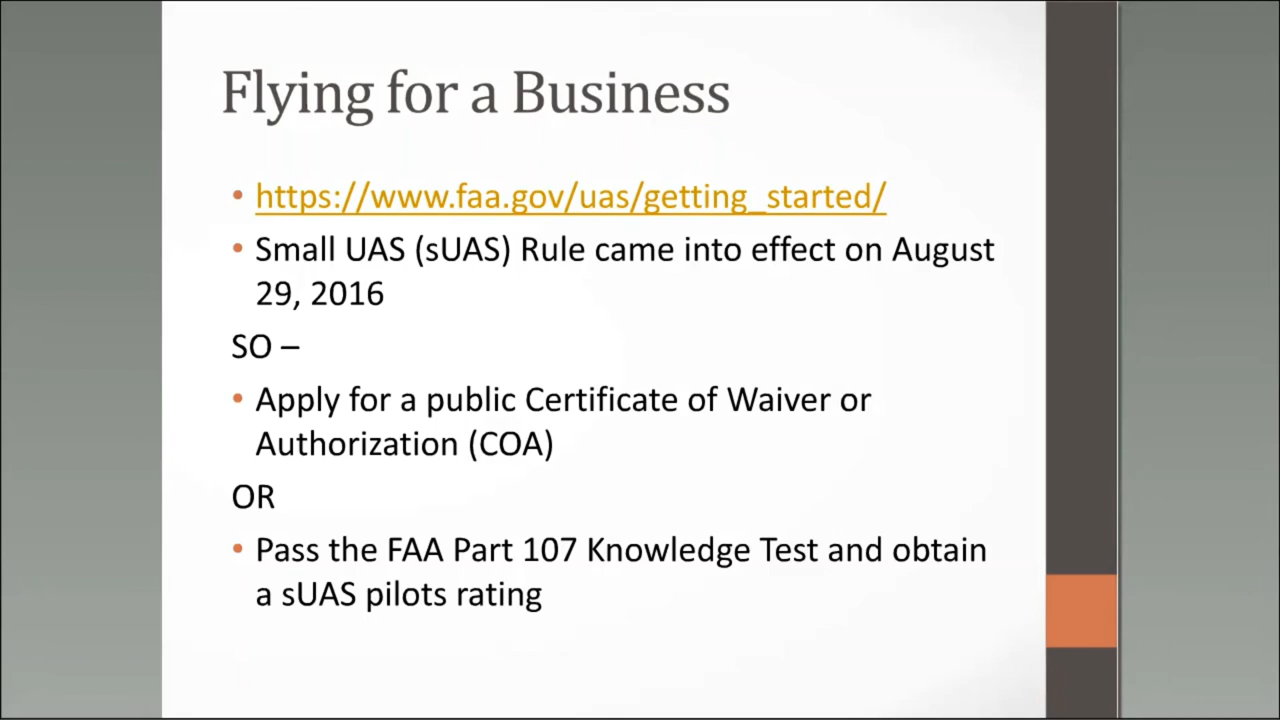 Flying for a Business
• https://www.faa.gov/uas/getting_started/
• Small UAS (sUAS) Rule came into effect on August
29, 2016
SO –
• Apply for a public Certificate of Waiver or
Authorization (COA)
OR
• Pass the FAA Part 107 Knowledge Test and obtain
a sUAS pilots rating